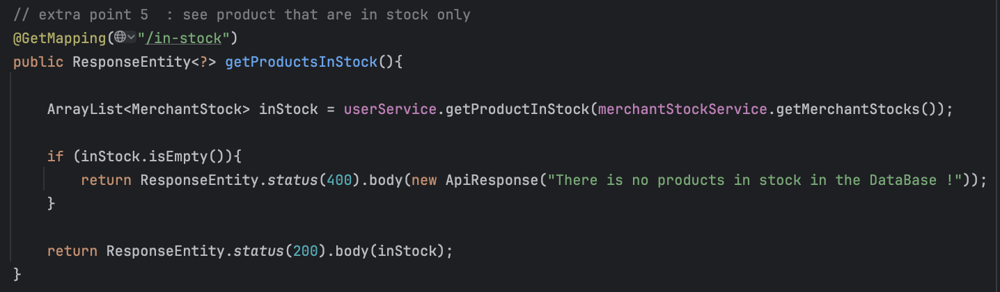 // extra point 5  : see product that are in stock only
@GetMapping("/in-stock")
public ResponseEntity<?> getProductsInStock(){
ArrayList<MerchantStock> inStock = userService.getProductInStock(merchantStockService.getMerchantStocks());
if (inStock.isEmpty()){
return ResponseEntity.status(400).body(new ApiResponse("There is no products in stock in the DataBase !"));
}
return ResponseEntity.status(200).body(inStock);
}